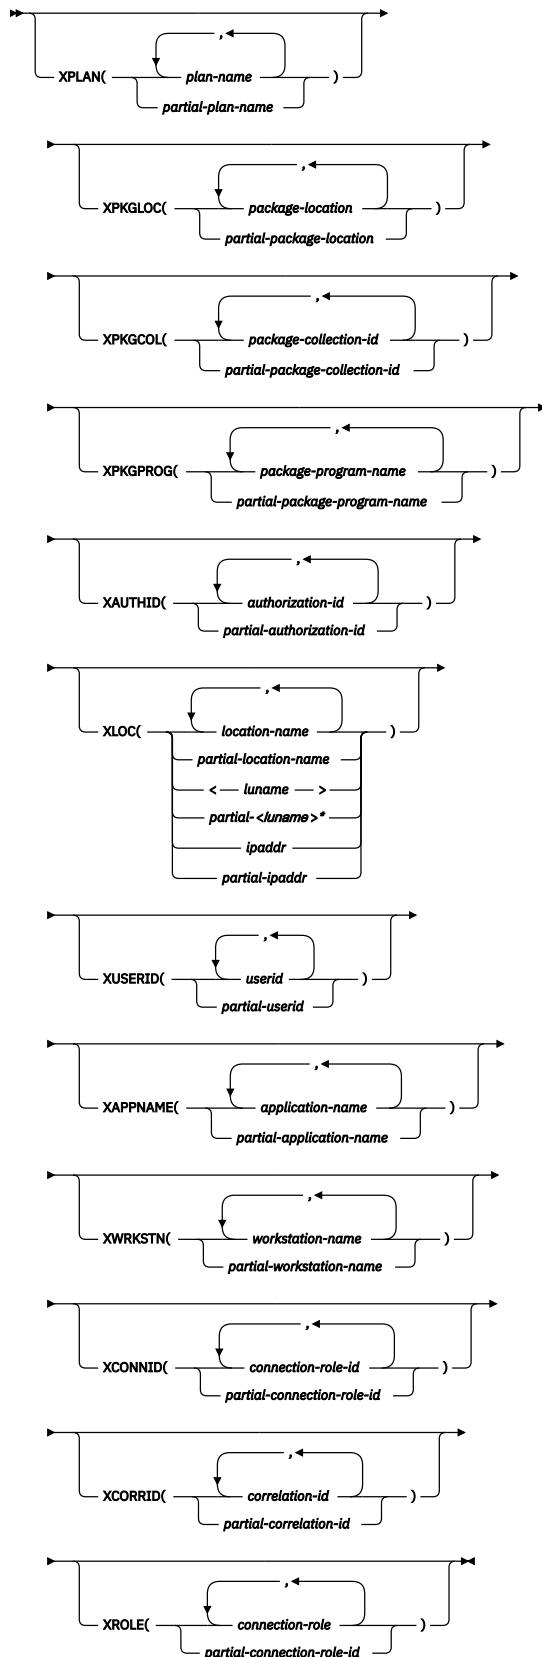 ,
XPLAN( plan-name )
partial-plan-name
,
XPKGLOC( package-location )
partial-package-location
,
XPKGCOL( package-collection-id )
partial-package-collection-id
,
XPKGPROG( package-program-name )
partial-package-program-name
,
XAUTHID( authorization-id )
partial-authorization-id
,
XLOC( location-name )
partial-location-name
< luname >
partial-<luname>*
ipaddr
partial-ipaddr
,
XUSERID( userid )
partial-userid
,
XAPPNAME( application-name )
partial-application-name
,
XWRKSTN( workstation-name )
partial-workstation-name
,
XCONNID( connection-role-id )
partial-connection-role-id
,
XCORRID( correlation-id )
partial-correlation-id
,
XROLE( connection-role )
partial-connection-role-id